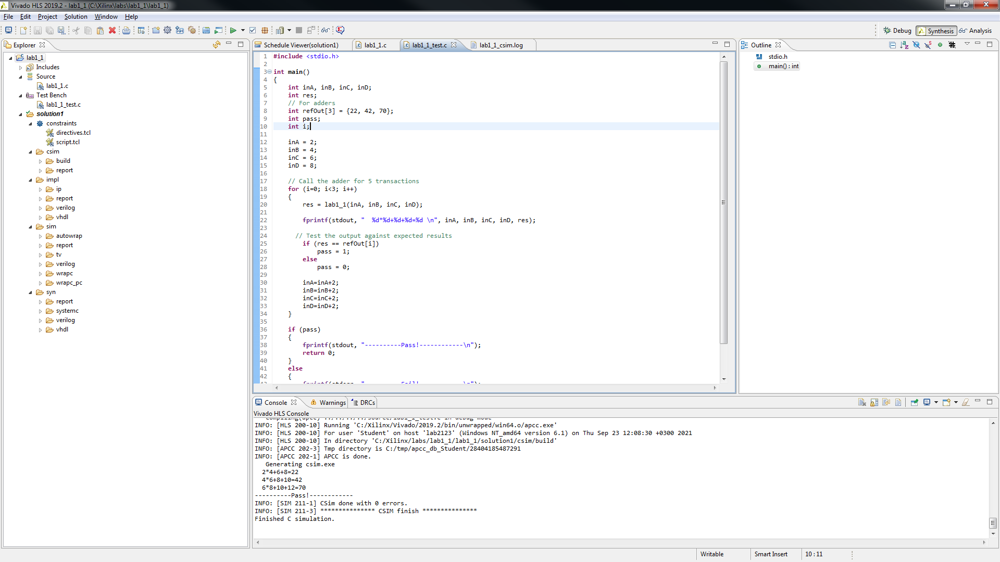 Vivado HLS 2019.2 - lab1_1 (C:\Xilinx\labs\lab1_1\lab1_1)
File Edit Project Solution Window Help
Debug Synthesis Analysis
Explorer
lab1_1
Includes
Source
lab1_1.c
Test Bench
lab1_1_test.c
solution1
constraints
directives.tcl
script.tcl
csim
build
report
impl
ip
report
verilog
vhdl
sim
autowrap
report
tv
verilog
wrapc
wrapc_pc
syn
report
systemc
verilog
vhdl
Schedule Viewer(solution1) lab1_1.c lab1_1_test.c lab1_1_csim.log
1 #include <stdio.h>
2
3 int main()
4 {
5     int inA, inB, inC, inD;
6     int res;
7     // For adders
8     int refOut[3] = {22, 42, 70};
9     int pass;
10     int i;
11
12     inA = 2;
13     inB = 4;
14     inC = 6;
15     inD = 8;
16
17     // Call the adder for 5 transactions
18     for (i=0; i<3; i++)
19     {
20         res = lab1_1(inA, inB, inC, inD);
21
22         fprintf(stdout, "  %d*%d+%d+%d=%d \n", inA, inB, inC, inD, res);
23
24       // Test the output against expected results
25         if (res == refOut[i])
26             pass = 1;
27         else
28             pass = 0;
29
30         inA=inA+2;
31         inB=inB+2;
32         inC=inC+2;
33         inD=inD+2;
34     }
35
36     if (pass)
37     {
38         fprintf(stdout, "----------Pass!------------\n");
39         return 0;
40     }
41     else
42     {
Outline
stdio.h
main() : int
Console Warnings DRCs
Vivado HLS Console
Compiling(apcc) ../../../../source/lab1_1_test.c in debug mode
INFO: [HLS 200-10] Running 'C:/Xilinx/Vivado/2019.2/bin/unwrapped/win64.o/apcc.exe'
INFO: [HLS 200-10] For user 'Student' on host 'lab2123' (Windows NT_amd64 version 6.1) on Thu Sep 23 12:08:30 +0300 2021
INFO: [HLS 200-10] In directory 'C:/Xilinx/labs/lab1_1/lab1_1/solution1/csim/build'
INFO: [APCC 202-3] Tmp directory is C:/tmp/apcc_db_Student/28404185487291
INFO: [APCC 202-1] APCC is done.
Generating csim.exe
2*4+6+8=22
4*6+8+10=42
6*8+10+12=70
----------Pass!------------
INFO: [SIM 211-1] CSim done with 0 errors.
INFO: [SIM 211-3] *************** CSIM finish ***************
Finished C simulation.
Writable Smart Insert 10 : 11